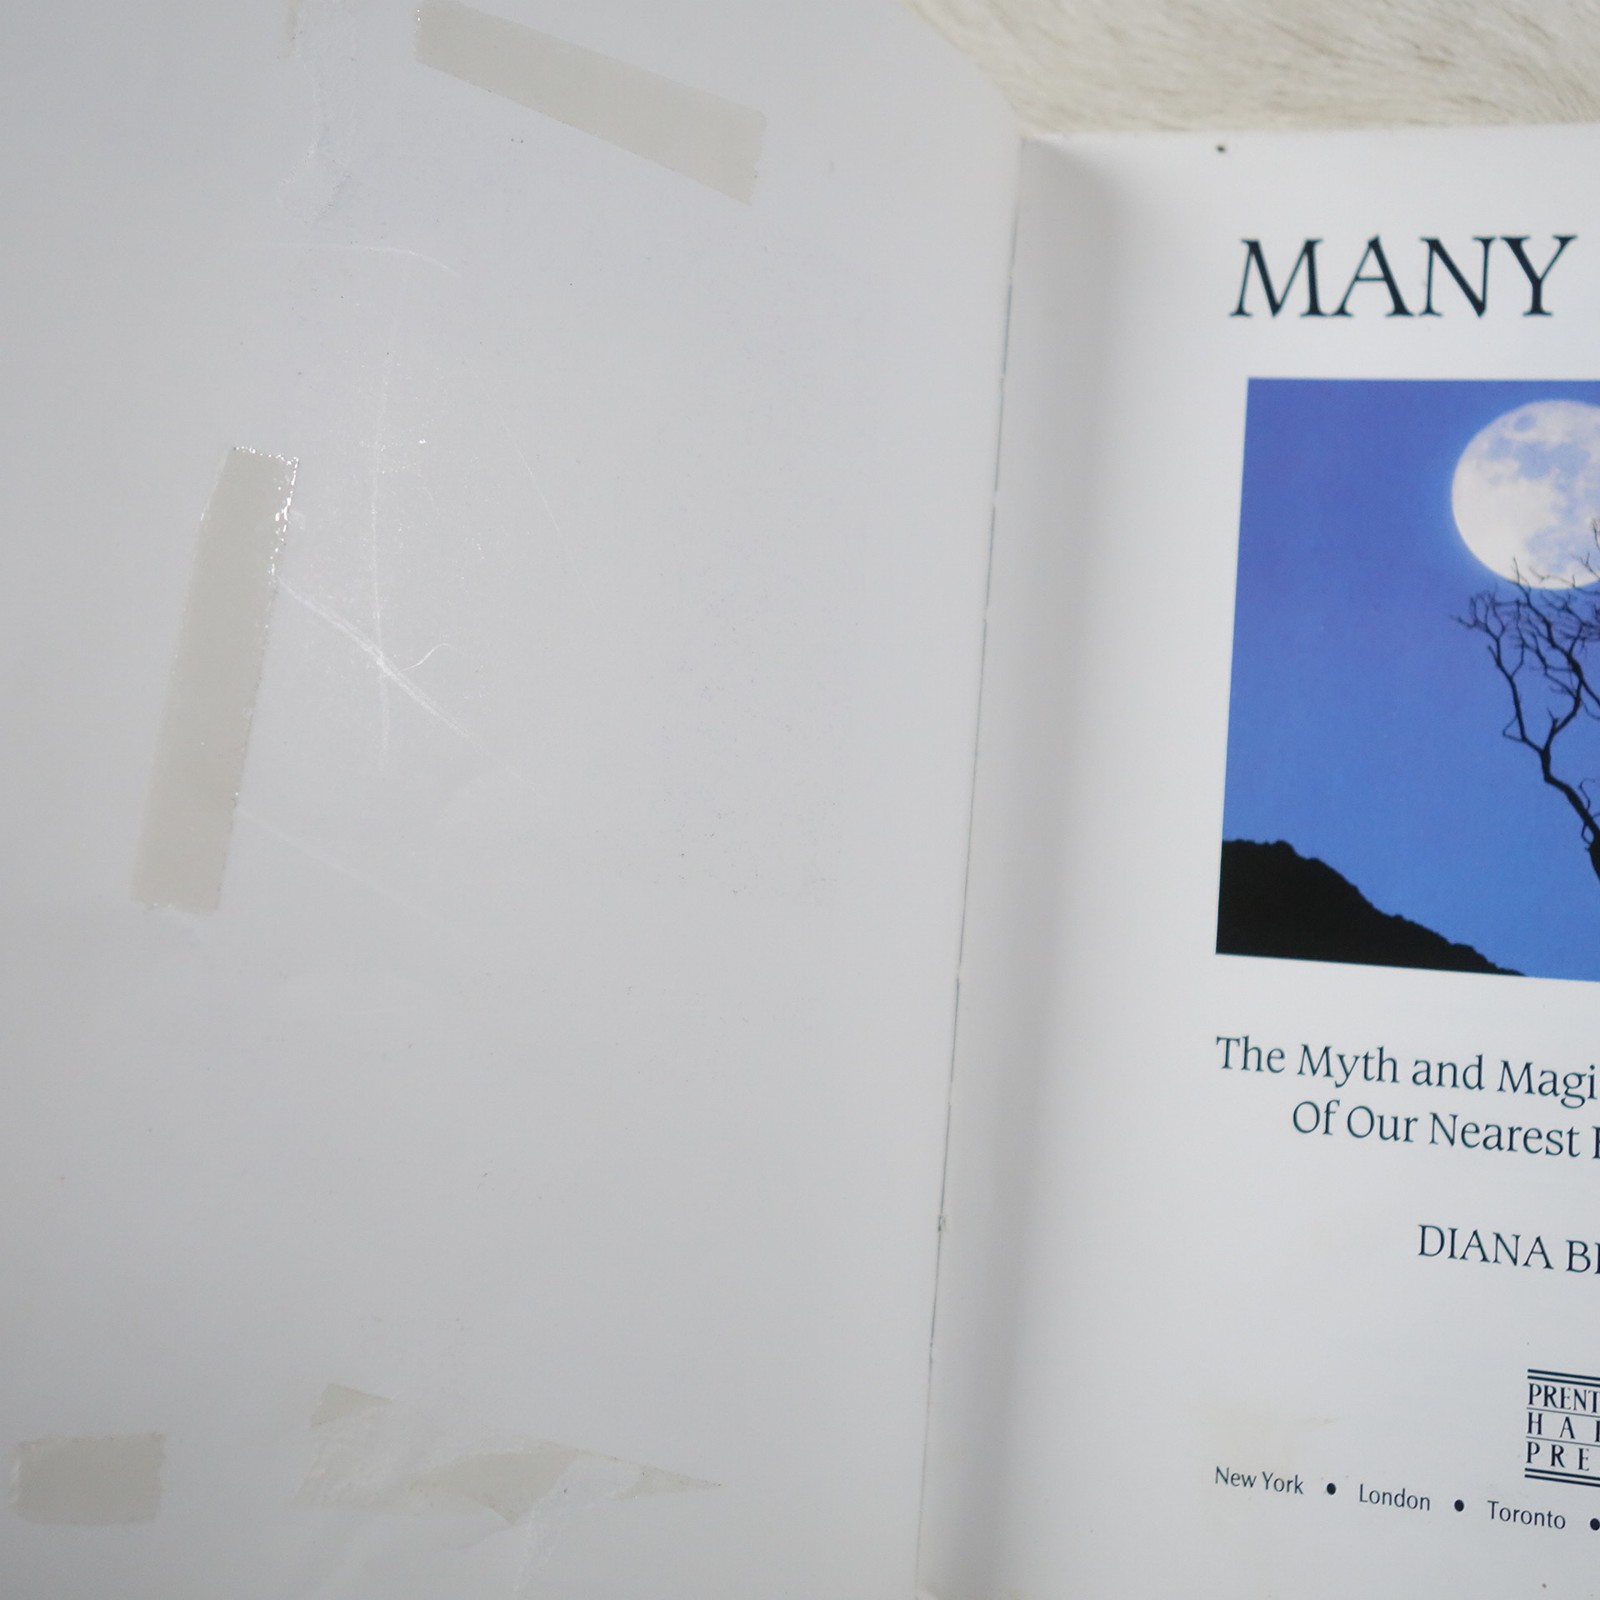 MANY
The Myth and Magi
Of Our Nearest
DIANA
PRENT
HA
PRE
New York • London • Toronto •